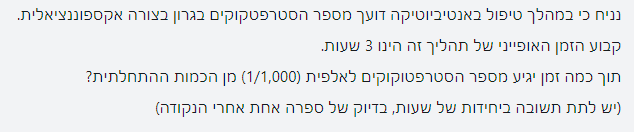 נניח כי במהלך טיפול באנטיביוטיקה דועך מספר הסטרפטקוקים בגרון בצורה אקספוננציאלית.
קבוע הזמן האופייני של תהליך זה הינו 3 שעות.
תוך כמה זמן יגיע מספר הסטרפטוקוקים לאלפית (1/1,000) מן הכמות ההתחלתית?
(יש לתת תשובה ביחידות של שעות, בדיוק של ספרה אחת אחרי הנקודה)